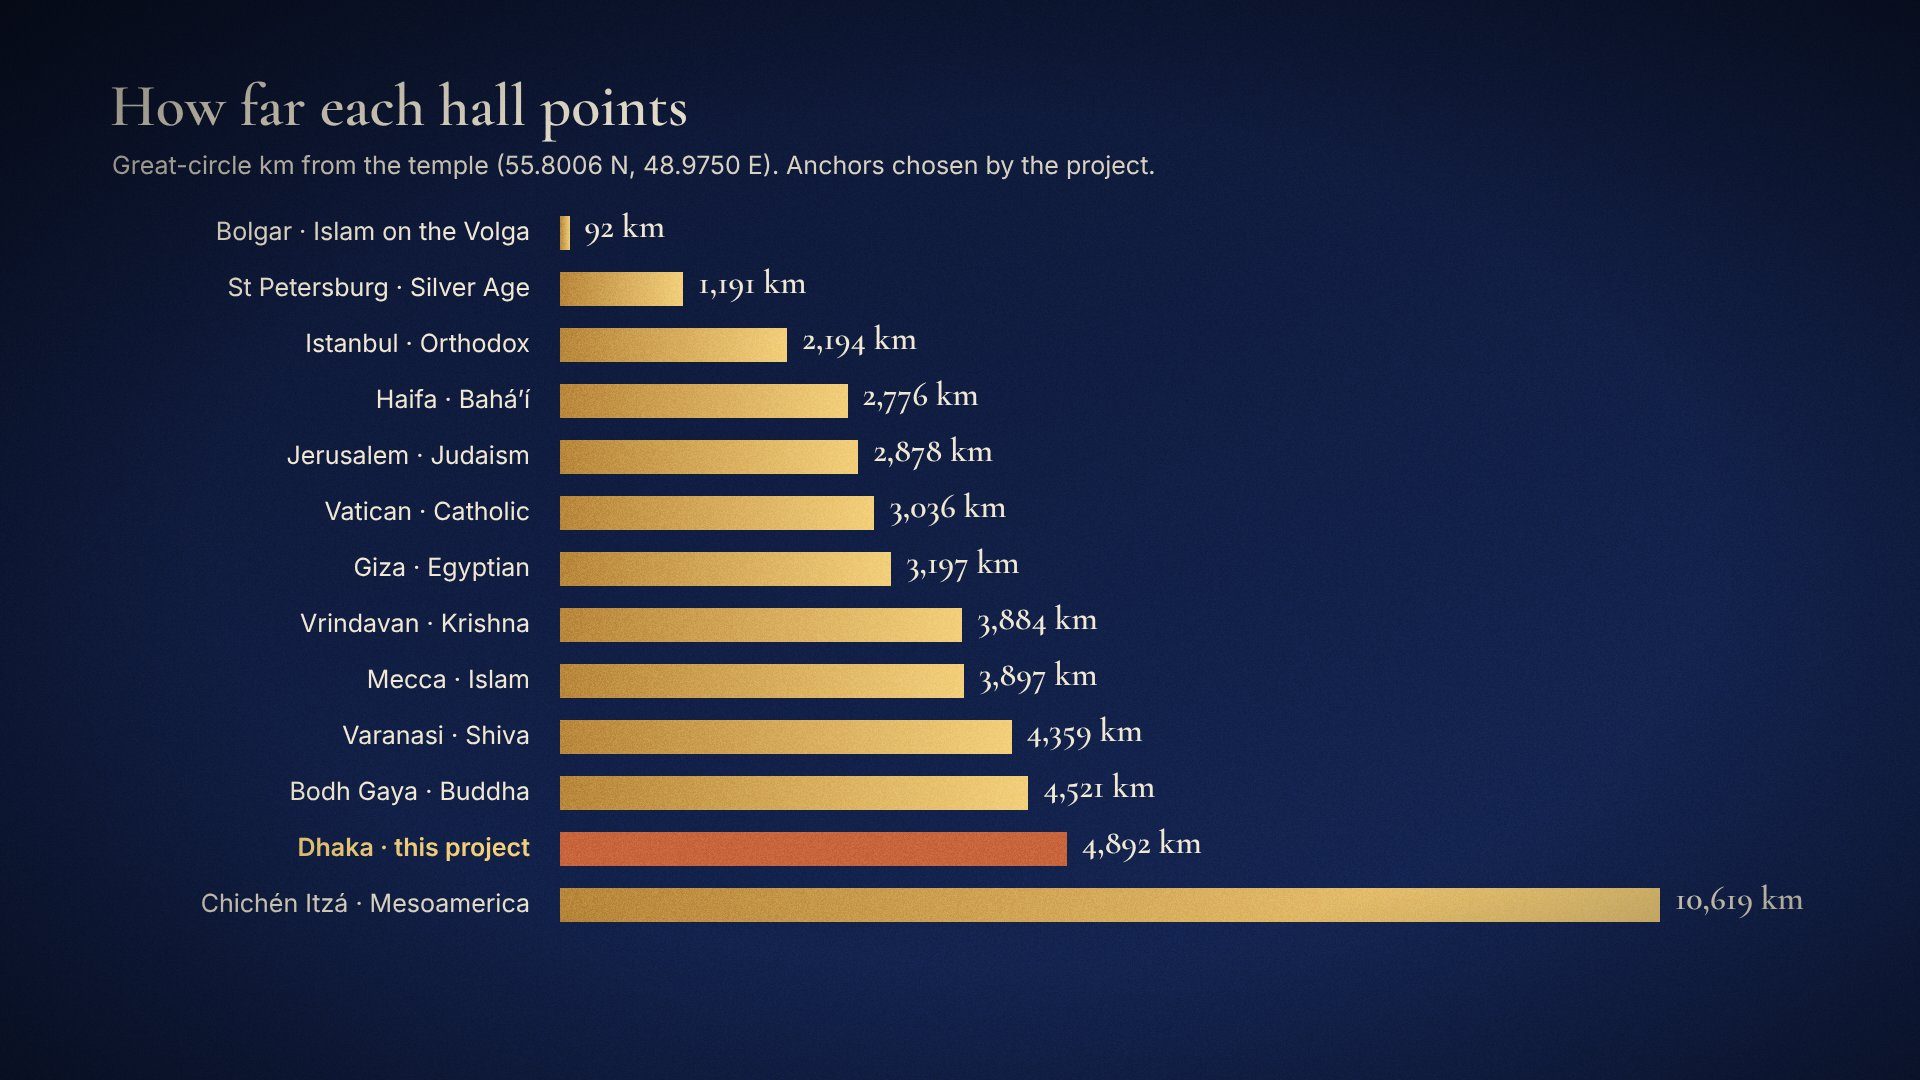 How far each hall points
Great-circle km from the temple (55.8006 N, 48.9750 E). Anchors chosen by the project.
Bolgar · Islam on the Volga 92 km
St Petersburg · Silver Age 1,191 km
Istanbul · Orthodox 2,194 km
Haifa · Bahá’í 2,776 km
Jerusalem · Judaism 2,878 km
Vatican · Catholic 3,036 km
Giza · Egyptian 3,197 km
Vrindavan · Krishna 3,884 km
Mecca · Islam 3,897 km
Varanasi · Shiva 4,359 km
Bodh Gaya · Buddha 4,521 km
Dhaka · this project 4,892 km
Chichén Itzá · Mesoamerica 10,619 km